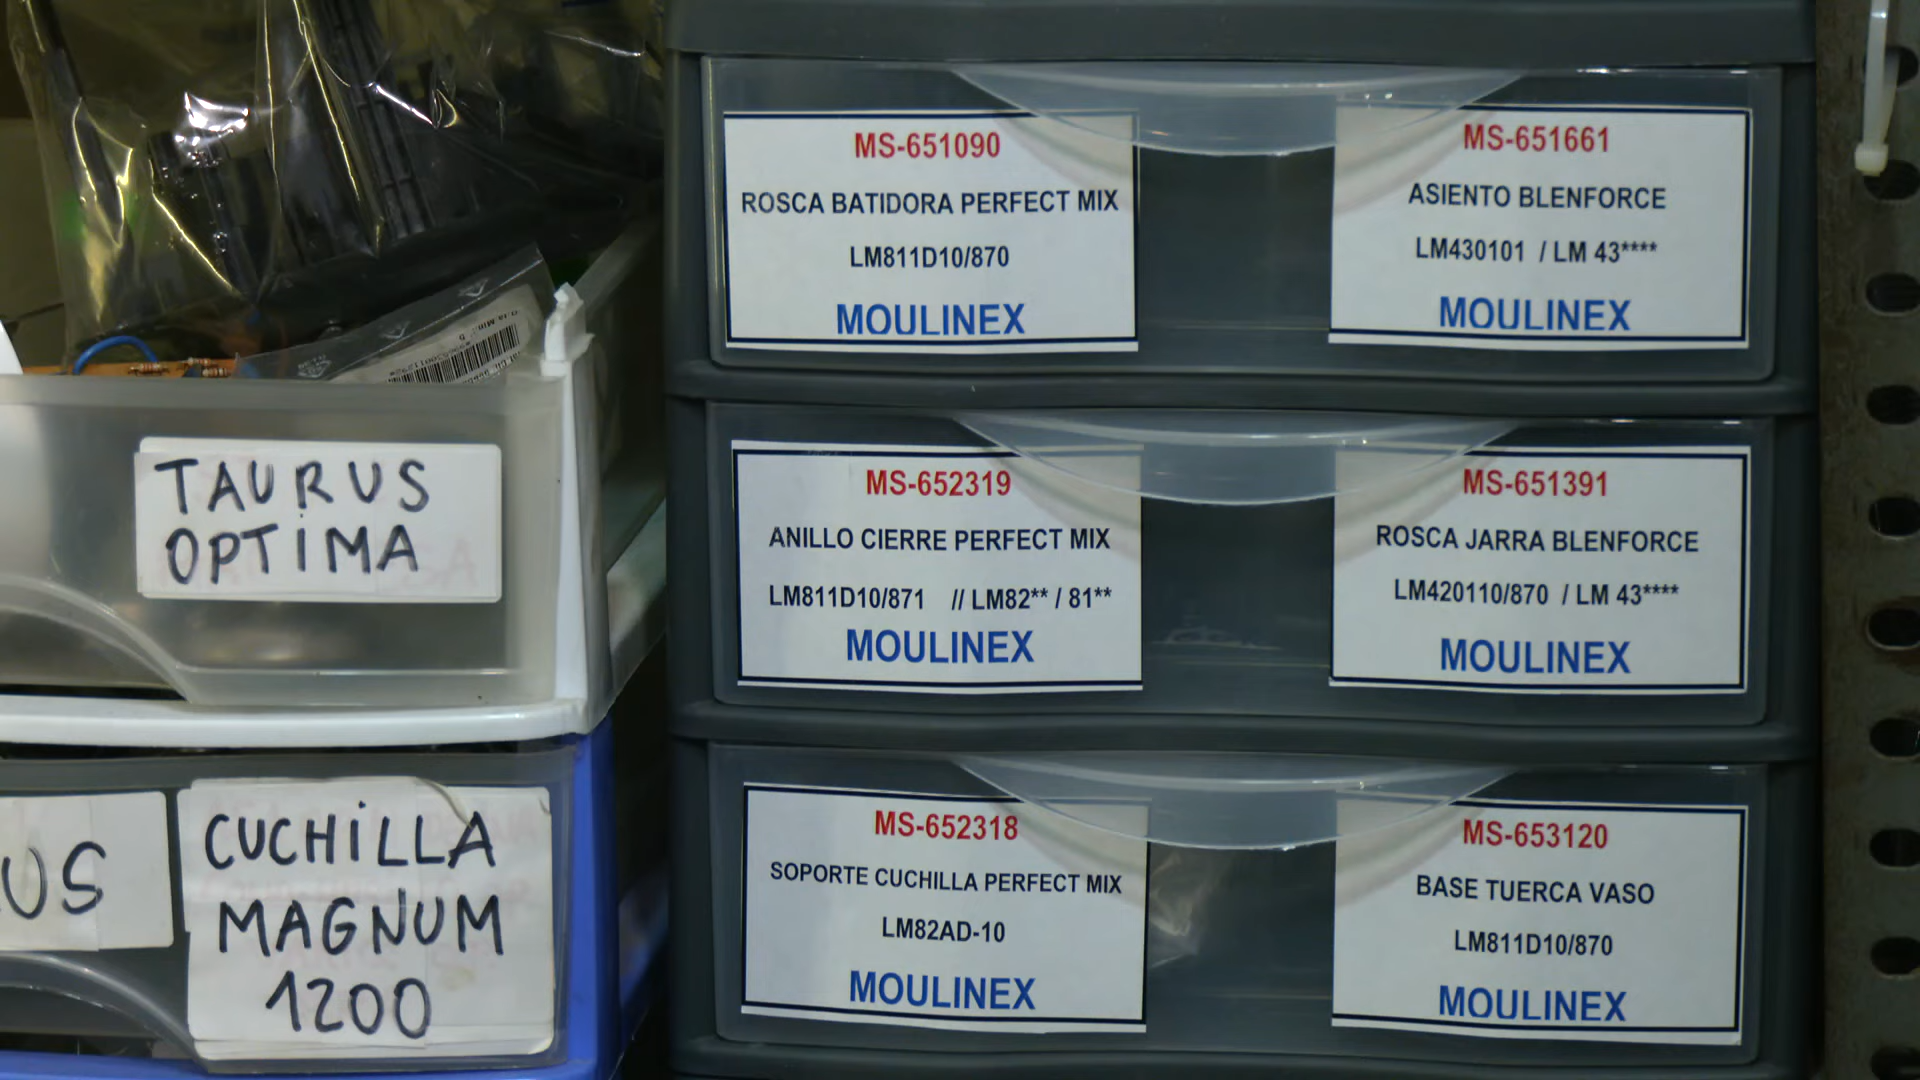 TAURUS
OPTiMA
US
CUCHiLLA
MAGNUM
1200
MS-651090
ROSCA BATIDORA PERFECT MIX
LM811D10/870
MOULINEX
MS-651661
ASIENTO BLENFORCE
LM430101 / LM 43****
MOULINEX
MS-652319
ANILLO CIERRE PERFECT MIX
LM811D10/871 // LM82** / 81**
MOULINEX
MS-651391
ROSCA JARRA BLENFORCE
LM420110/870 / LM 43****
MOULINEX
MS-652318
SOPORTE CUCHILLA PERFECT MIX
LM82AD-10
MOULINEX
MS-653120
BASE TUERCA VASO
LM811D10/870
MOULINEX